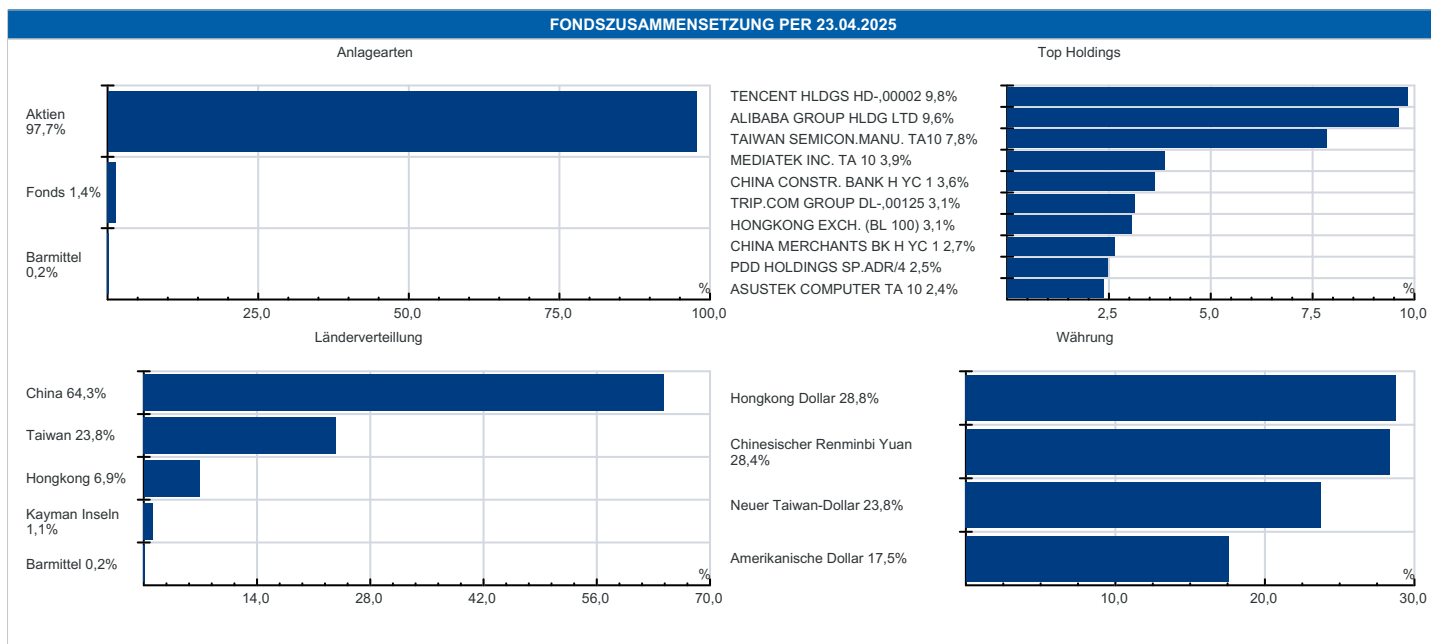 FONDSZUSAMMENSETZUNG PER 23.04.2025
Anlagearten
Aktien
97,7%
Fonds 1,4%
Barmittel
0,2%
%
25,0
50,0
75,0
100,0
Top Holdings
TENCENT HLDGS HD-,00002 9,8%
ALIBABA GROUP HLDG LTD 9,6%
TAIWAN SEMICON.MANU. TA10 7,8%
MEDIATEK INC. TA 10 3,9%
CHINA CONSTR. BANK H YC 1 3,6%
TRIP.COM GROUP DL-,00125 3,1%
HONGKONG EXCH. (BL 100) 3,1%
CHINA MERCHANTS BK H YC 1 2,7%
PDD HOLDINGS SP.ADR/4 2,5%
ASUSTEK COMPUTER TA 10 2,4%
%
2,5
5,0
7,5
10,0
Länderverteilung
China 64,3%
Taiwan 23,8%
Hongkong 6,9%
Kayman Inseln
1,1%
Barmittel 0,2%
%
14,0
28,0
42,0
56,0
70,0
Währung
Hongkong Dollar 28,8%
Chinesischer Renminbi Yuan
28,4%
Neuer Taiwan-Dollar 23,8%
Amerikanische Dollar 17,5%
%
10,0
20,0
30,0